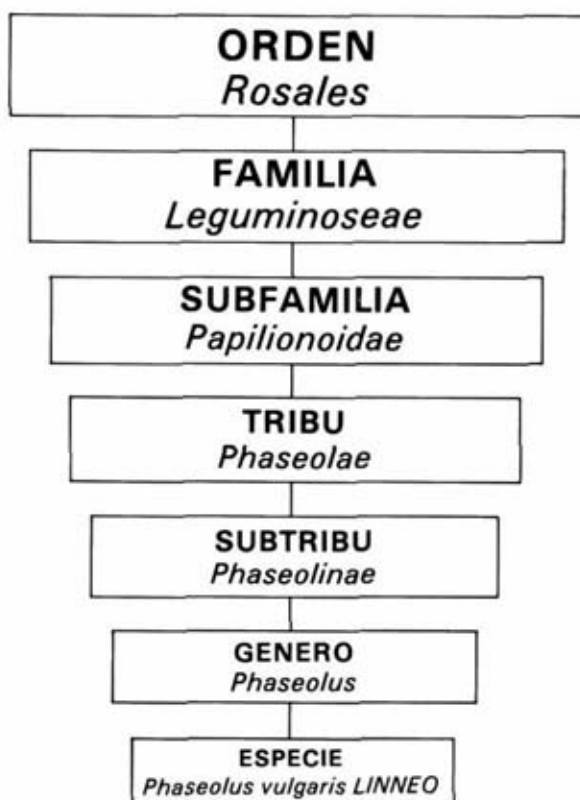 ORDEN
Rosales
FAMILIA
Leguminoseae
SUBFAMILIA
Papilionoidae
TRIBU
Phaseolae
SUBTRIBU
Phaseolinae
GENERO
Phaseolus
ESPECIE
Phaseolus vulgaris LINNEO